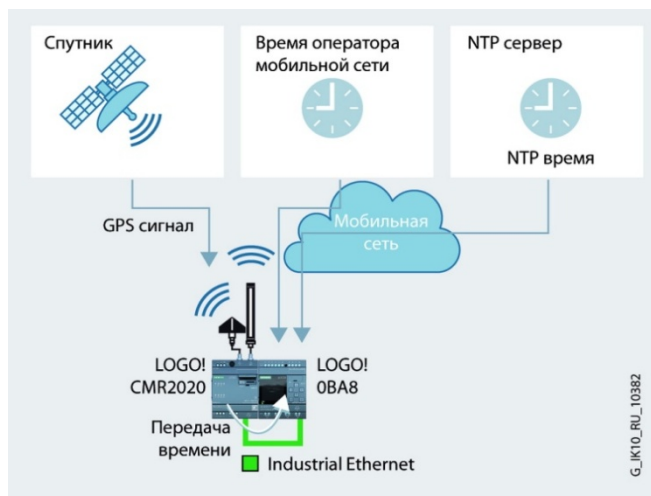 Спутник
Время оператора
мобильной сети
NTP сервер
NTP время
GPS сигнал
Мобильная
сеть
LOGO!
CMR2020
LOGO!
0BA8
Передача
времени
Industrial Ethernet
G_IK10_RU_10382